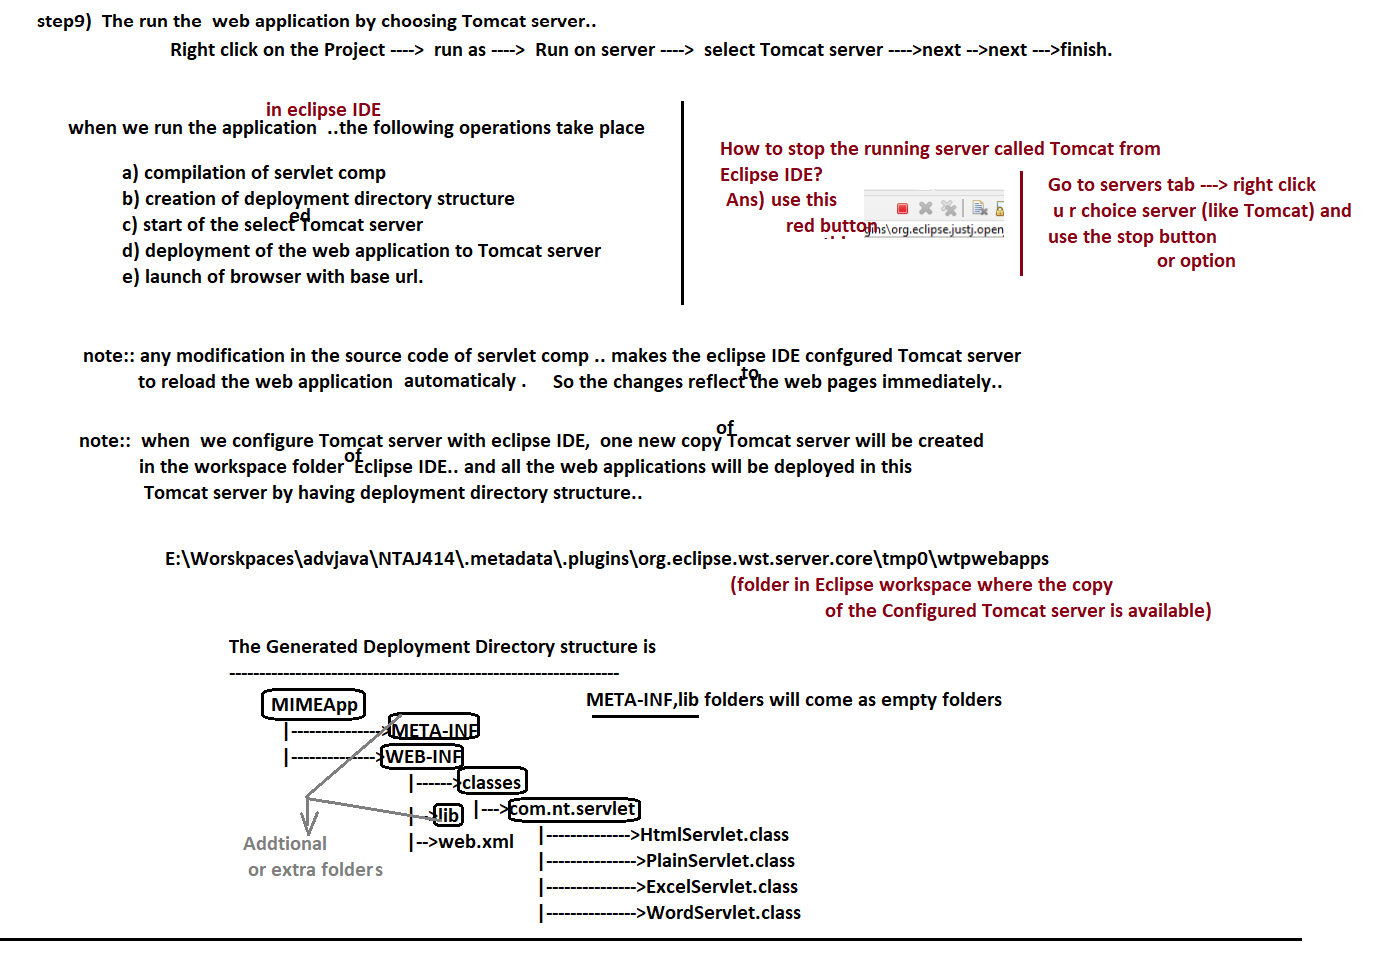 step9)  The run the  web application by choosing Tomcat server..
Right click on the Project ---->  run as ---->  Run on server ---->  select Tomcat server ---->next -->next --->finish.
in eclipse IDE
when we run the application  ..the following operations take place
a) compilation of servlet comp
b) creation of deployment directory structure
ed
c) start of the select Tomcat server
d) deployment of the web application to Tomcat server
e) launch of browser with base url.
How to stop the running server called Tomcat from
Eclipse IDE?
Ans) use this
red button
gins\org.eclipse.justj.open
Go to servers tab ---> right click
u r choice server (like Tomcat) and
use the stop button
or option
note:: any modification in the source code of servlet comp .. makes the eclipse IDE confgured Tomcat server
to reload the web application  automaticaly .     So the changes reflect the web pages immediately..
to
of
note::  when  we configure Tomcat server with eclipse IDE,  one new copy Tomcat server will be created
of
in the workspace folder  Eclipse IDE.. and all the web applications will be deployed in this
Tomcat server by having deployment directory structure..
E:\Worskpaces\advjava\NTAJ414\.metadata\.plugins\org.eclipse.wst.server.core\tmp0\wtpwebapps
(folder in Eclipse workspace where the copy
of the Configured Tomcat server is available)
The Generated Deployment Directory structure is
-----------------------------------------------------------------
MIMEApp
META-INF,lib folders will come as empty folders
|--------------->META-INF
|-------------->WEB-INF
|------>classes
|--->com.nt.servlet
|-->lib
|-->web.xml
|-------------->HtmlServlet.class
|--------------->PlainServlet.class
|--------------->ExcelServlet.class
|--------------->WordServlet.class
Addtional
or extra folders